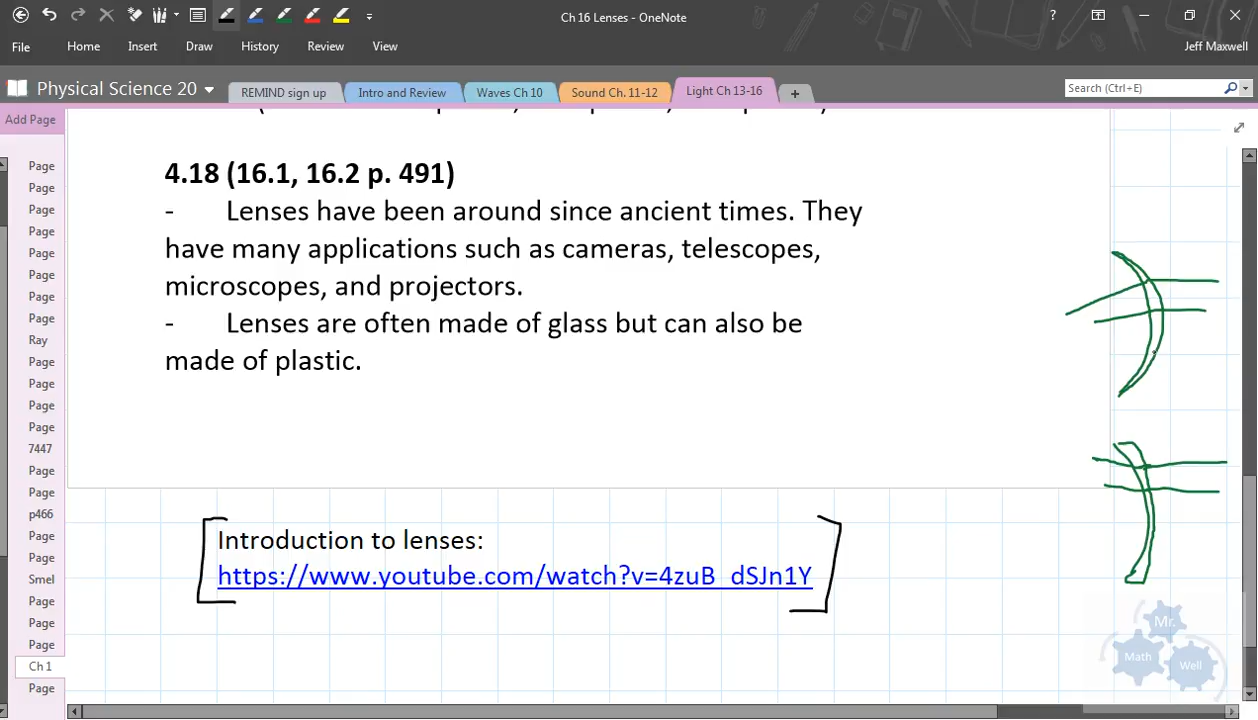 Ch 16 Lenses - OneNote
?
File
Home
Insert
Draw
History
Review
View
Jeff Maxwell
Physical Science 20
REMIND sign up
Intro and Review
Waves Ch 10
Sound Ch. 11-12
Light Ch 13-16
Search (Ctrl+E)
Add Page
Page
Page
Page
Page
Page
Page
Page
Page
Ray
Page
Page
Page
Page
7447
Page
Page
p466
Page
Page
Smel
Page
Page
Page
Ch 1
Page
4.18 (16.1, 16.2 p. 491)
- Lenses have been around since ancient times. They
have many applications such as cameras, telescopes,
microscopes, and projectors.
- Lenses are often made of glass but can also be
made of plastic.
Introduction to lenses:
https://www.youtube.com/watch?v=4zuB_dSJn1Y
Mr.
Math
Well